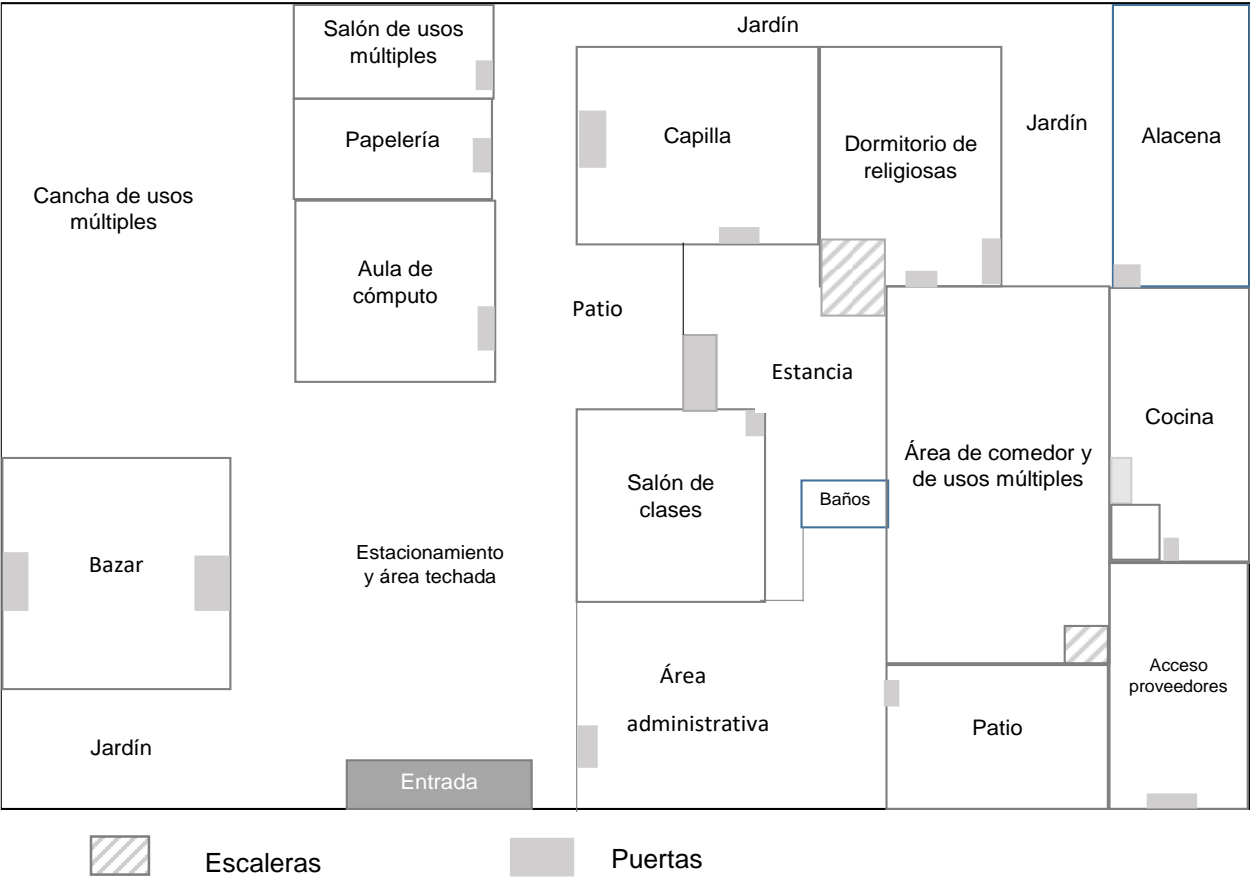 Salón de usos
múltiples
Jardín
Papelería
Capilla
Dormitorio de
religiosas
Jardín
Alacena
Cancha de usos
múltiples
Aula de
cómputo
Patio
Estancia
Cocina
Salón de
clases
Baños
Área de comedor y
de usos múltiples
Bazar
Estacionamiento
y área techada
Área
administrativa
Acceso
proveedores
Patio
Jardín
Entrada
Escaleras
Puertas